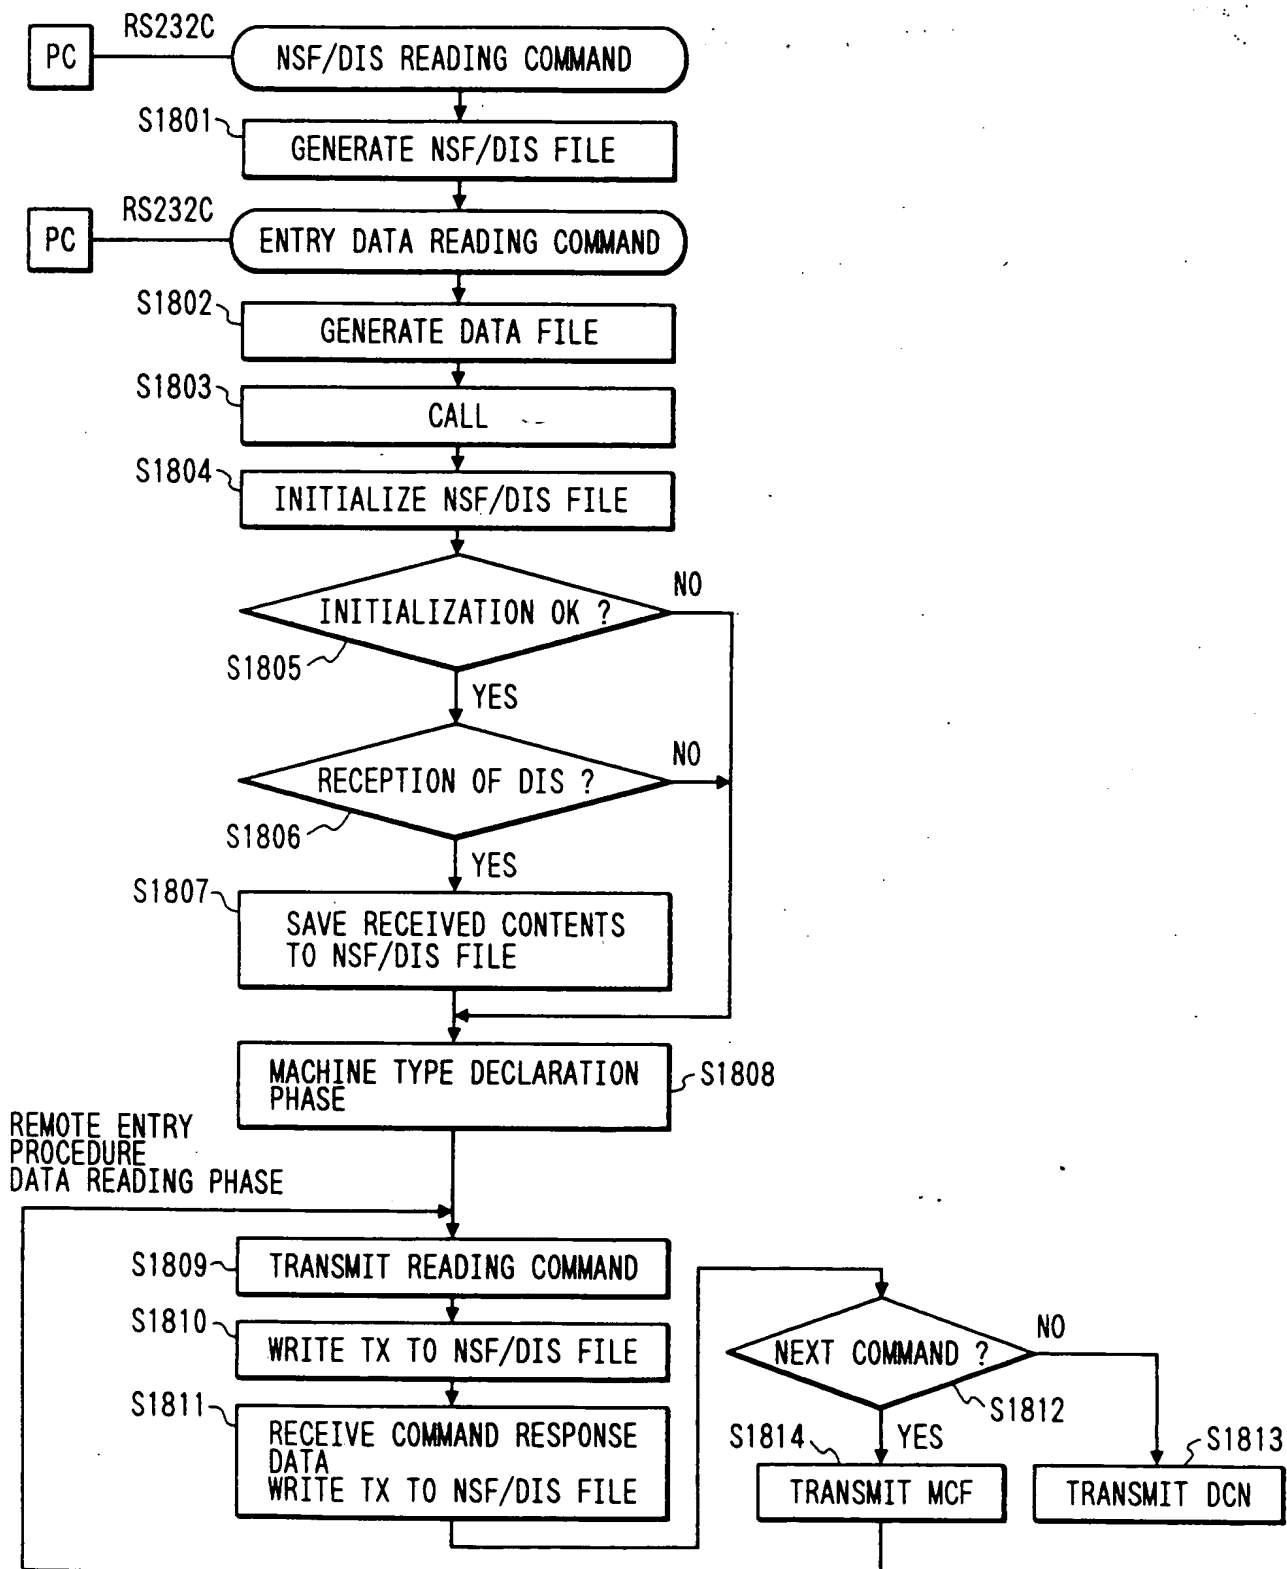 RS232C
PC
NSF/DIS READING COMMAND
S1801
GENERATE NSF/DIS FILE
RS232C
PC
ENTRY DATA READING COMMAND
S1802
GENERATE DATA FILE
S1803
CALL
S1804
INITIALIZE NSF/DIS FILE
NO
INITIALIZATION OK ?
S1805
YES
NO
RECEPTION OF DIS ?
S1806
YES
S1807
SAVE RECEIVED CONTENTS
TO NSF/DIS FILE
MACHINE TYPE DECLARATION
PHASE
S1808
REMOTE ENTRY
PROCEDURE
DATA READING PHASE
S1809
TRANSMIT READING COMMAND
S1810
WRITE TX TO NSF/DIS FILE
S1811
RECEIVE COMMAND RESPONSE
DATA
WRITE TX TO NSF/DIS FILE
NEXT COMMAND ?
NO
S1812
YES
S1814
TRANSMIT MCF
S1813
TRANSMIT DCN